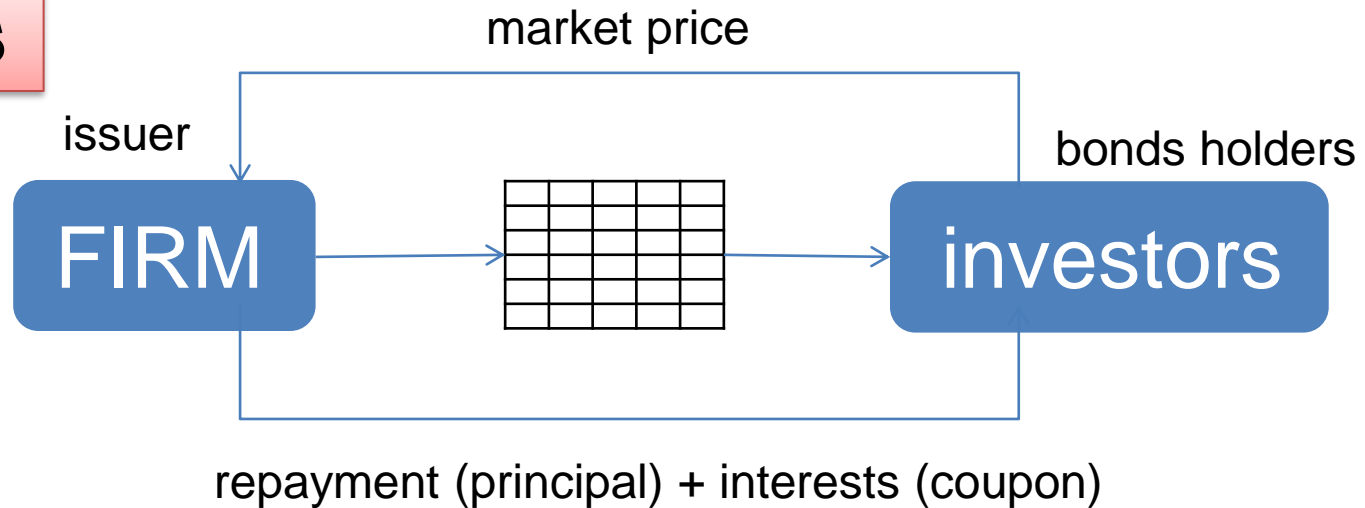 S
market price
issuer
bonds holders
FIRM
investors
repayment (principal) + interests (coupon)